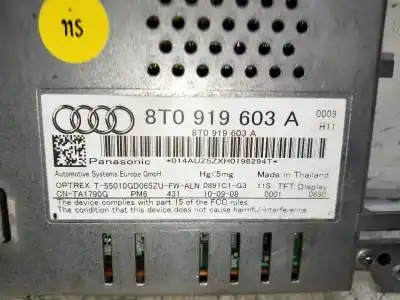 11S
8T0 919 603 A
0009
H11
8T0 919 603 A
Panasonic
*014AUZ5ZXH0196294T*
Automotive Systems Europe GmbH
Hg<5mg
Made in Thailand
OPTREX T-55010GD065ZU-FW-ALN
D891C1-G3
11S TFT Display
CN-TA1790G
PM6
431
10-09-08
0001
0690
The device complies with part 15 of the FCC rules
The condition that this device does not cause harmful interference